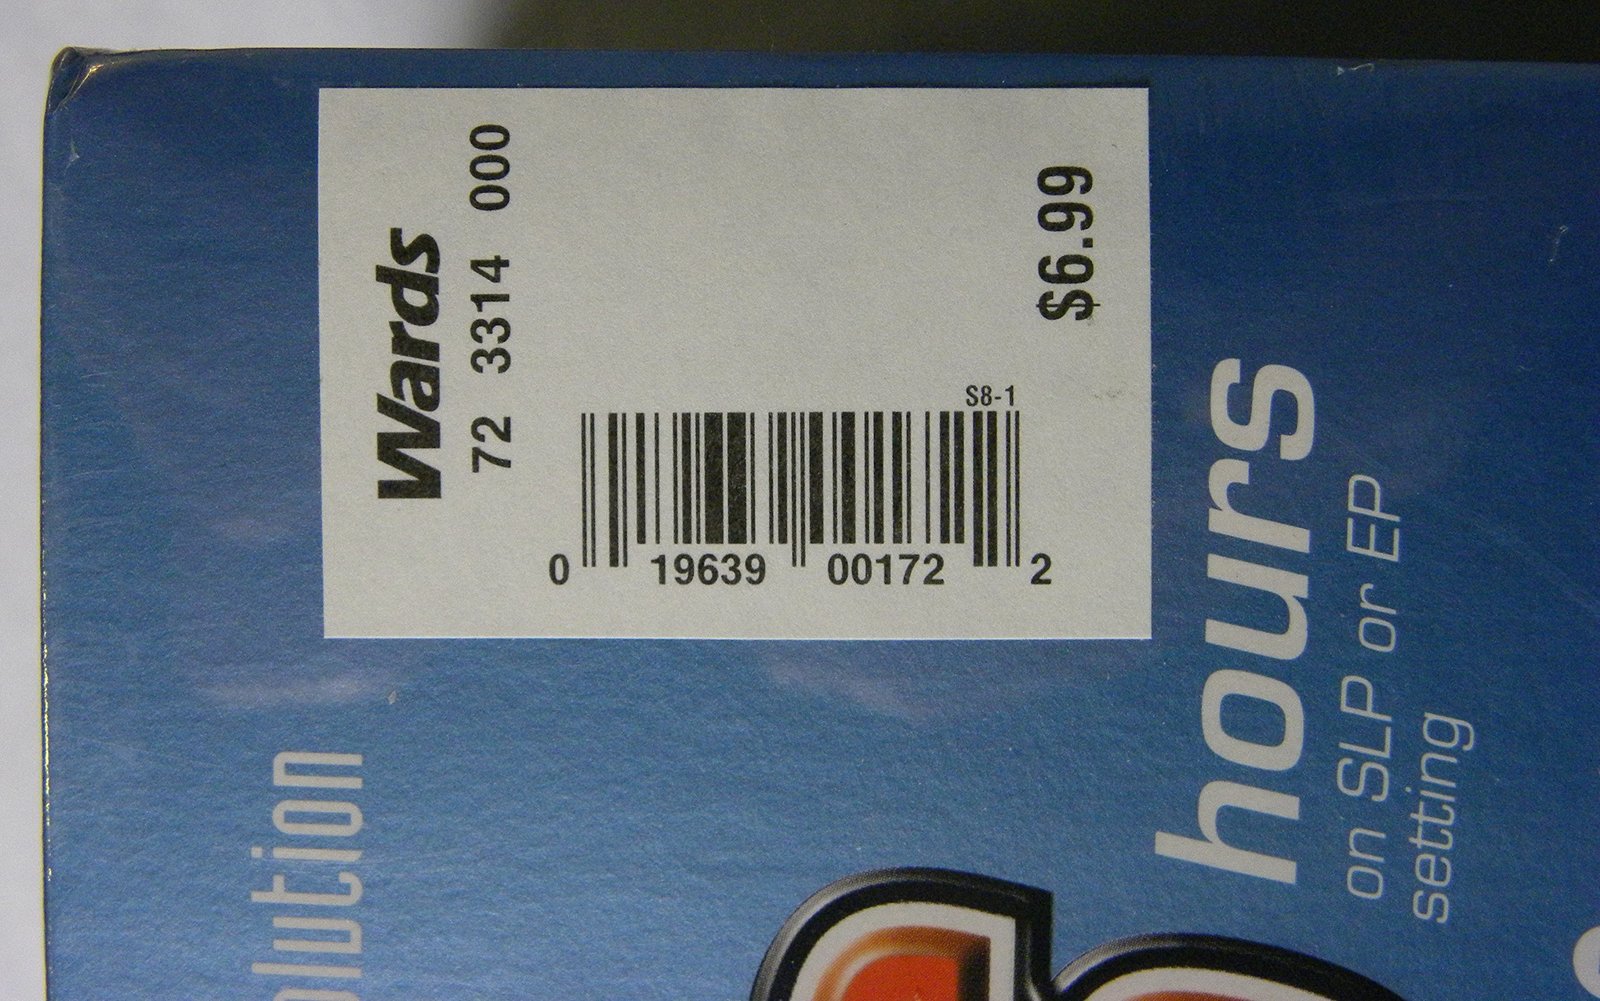 Wards
72 3314 000
$6.99
S8-1
0 19639 00172 2
hours
on SLP or EP
setting